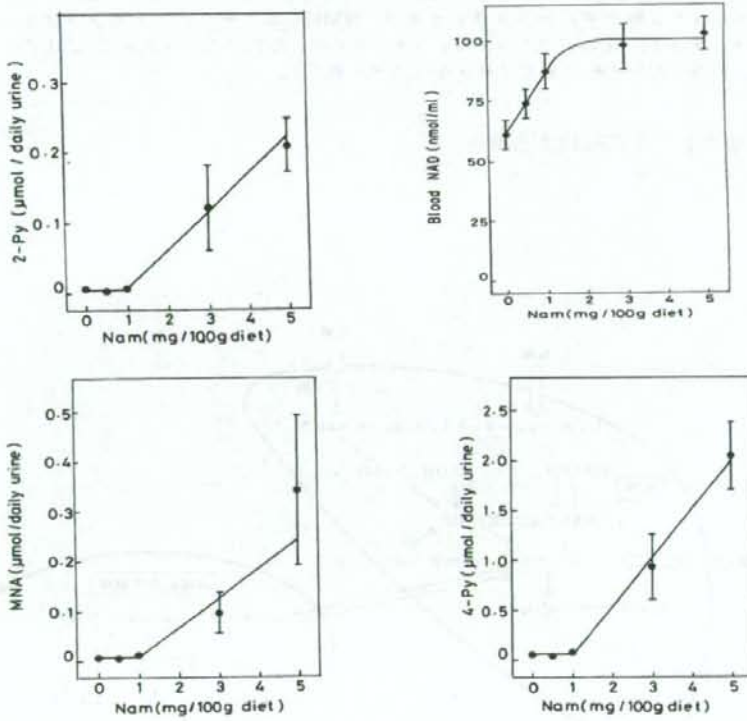 2-Py (µmol / daily urine)
0.3
0.2
0.1
0
0 1 3 5
Nam(mg/100g diet)
Blood NAD (nmol/ml)
100
75
50
25
0
0 1 2 3 4 5
Nam(mg/100g diet)
MNA (µmol/daily urine)
0.5
0.4
0.3
0.2
0.1
0
0 1 2 3 4 5
Nam(mg/100g diet)
4-Py (µmol/daily urine)
2.5
2.0
1.5
1.0
0.5
0
0 1 3 5
Nam(mg/100g diet)